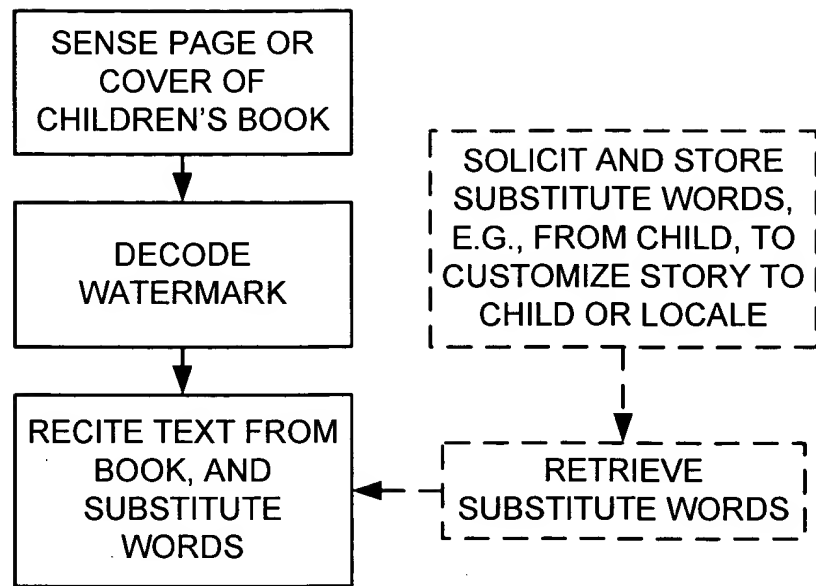 SENSE PAGE OR
COVER OF
CHILDREN'S BOOK
DECODE
WATERMARK
RECITE TEXT FROM
BOOK, AND
SUBSTITUTE
WORDS
SOLICIT AND STORE
SUBSTITUTE WORDS,
E.G., FROM CHILD, TO
CUSTOMIZE STORY TO
CHILD OR LOCALE
RETRIEVE
SUBSTITUTE WORDS